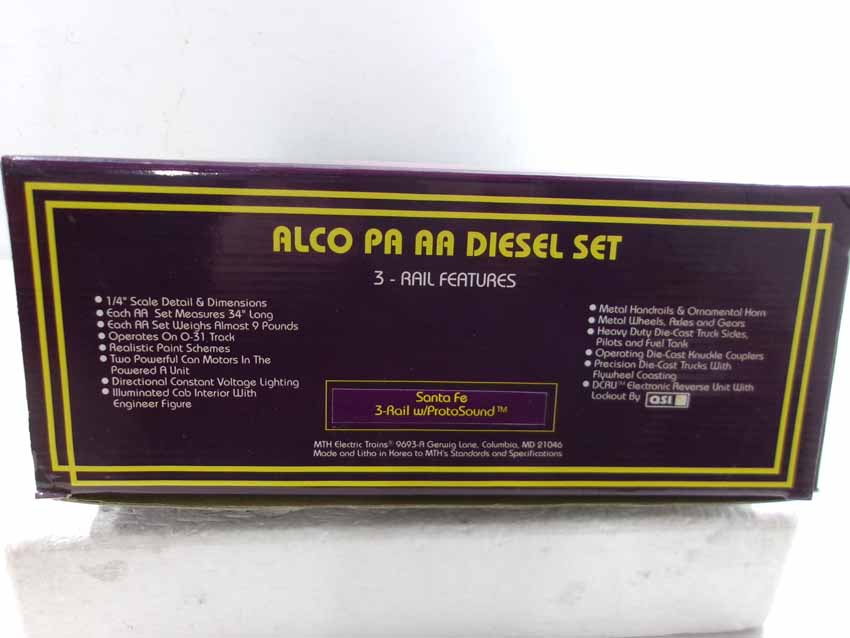 ALCO PA AA DIESEL SET
3 - RAIL FEATURES
• 1/4" Scale Detail & Dimensions
• Each AA Set Measures 34" Long
• Each AA Set Weighs Almost 9 Pounds
• Operates On O-31 Track
• Realistic Paint Schemes
• Two Powerful Can Motors In The
Powered A Unit
• Directional Constant Voltage Lighting
• Illuminated Cab Interior With
Engineer Figure
• Metal Handrails & Ornamental Horn
• Metal Wheels, Axles and Gears
• Heavy Duty Die-Cast Truck Sides,
Pilots and Fuel Tank
• Operating Die-Cast Knuckle Couplers
• Precision Die-Cast Trucks With
Flywheel Coasting
• DCRU™ Electronic Reverse Unit With
Lockout By QSI
Santa Fe
3-Rail w/ProtoSound™
MTH Electric Trains® 9693-A Gerwig Lane, Columbia, MD 21046
Made and Litho in Korea to MTH's Standards and Specifications